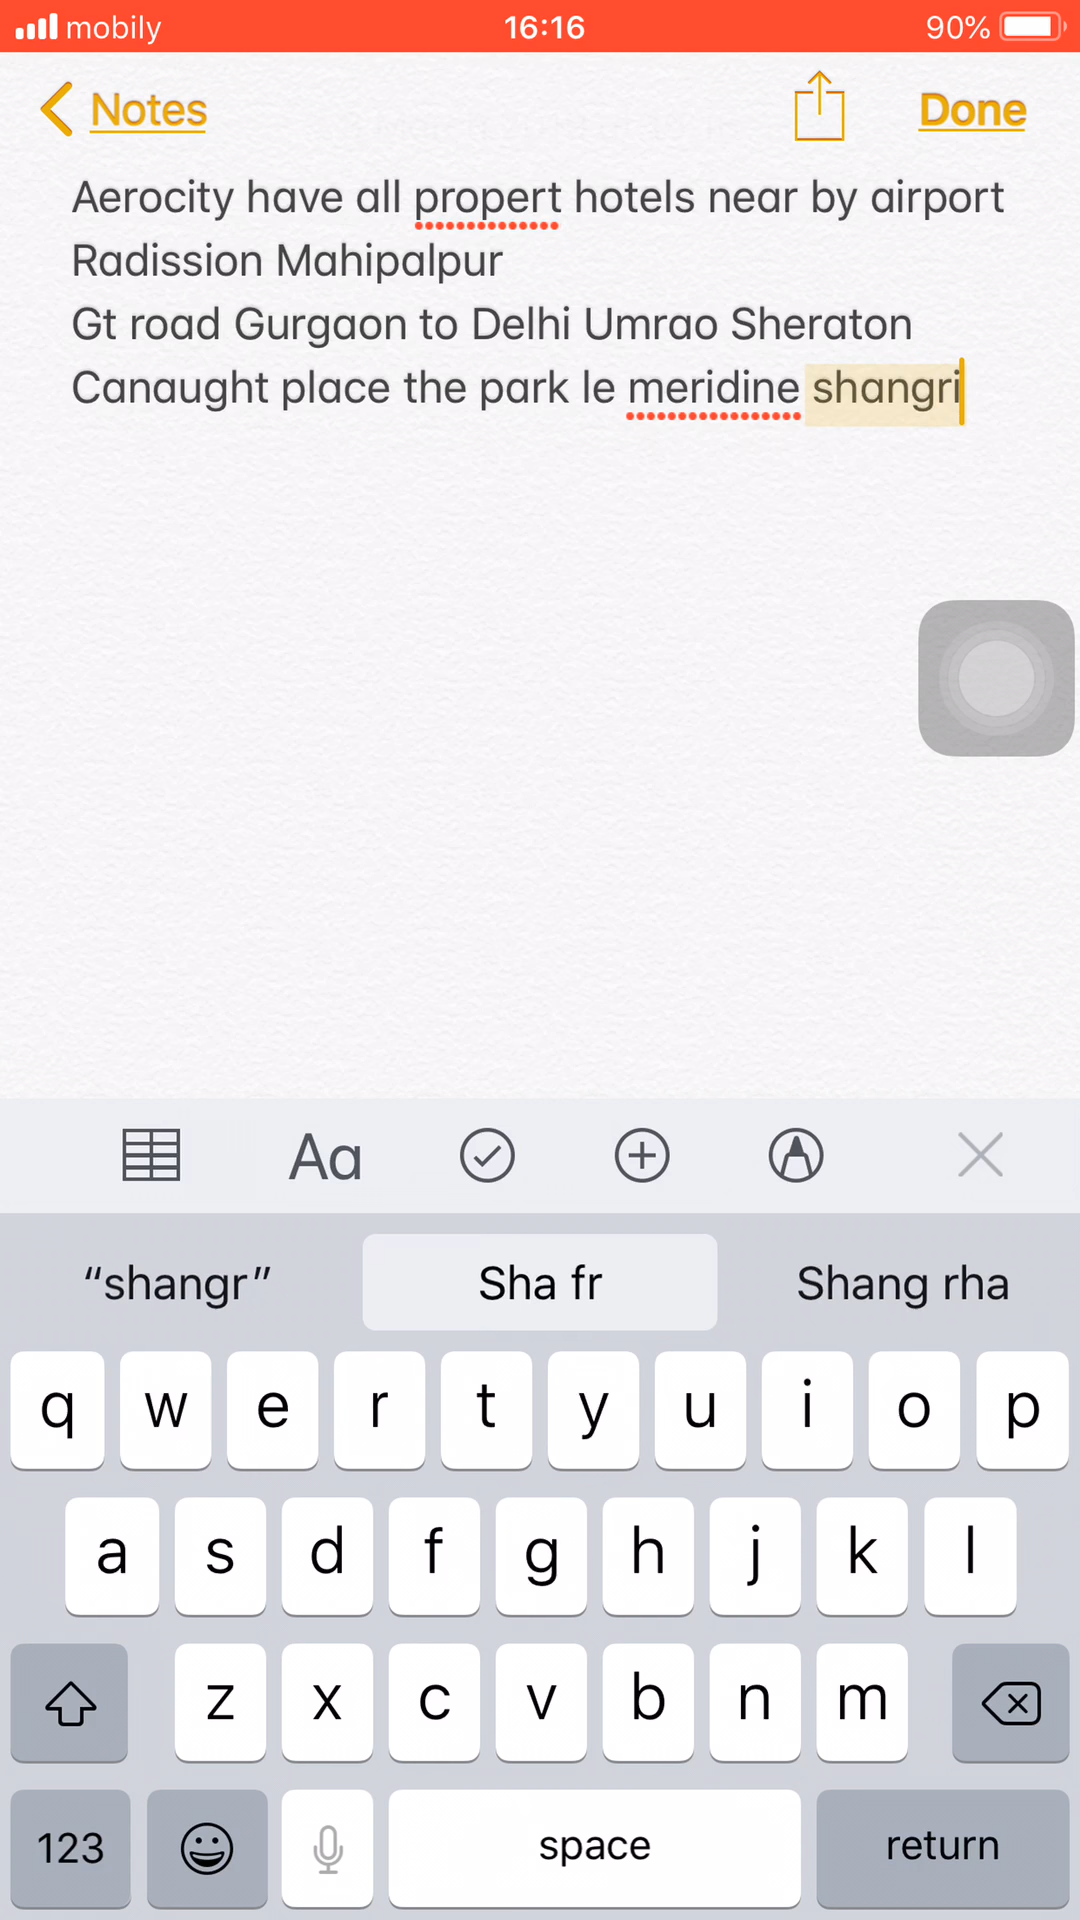 mobily 16:16 90%
Notes Done
Aerocity have all propert hotels near by airport
Radission Mahipalpur
Gt road Gurgaon to Delhi Umrao Sheraton
Canaught place the park le meridine shangri
Aa
“shangr” Sha fr Shang rha
q w e r t y u i o p
a s d f g h j k l
z x c v b n m
123 space return